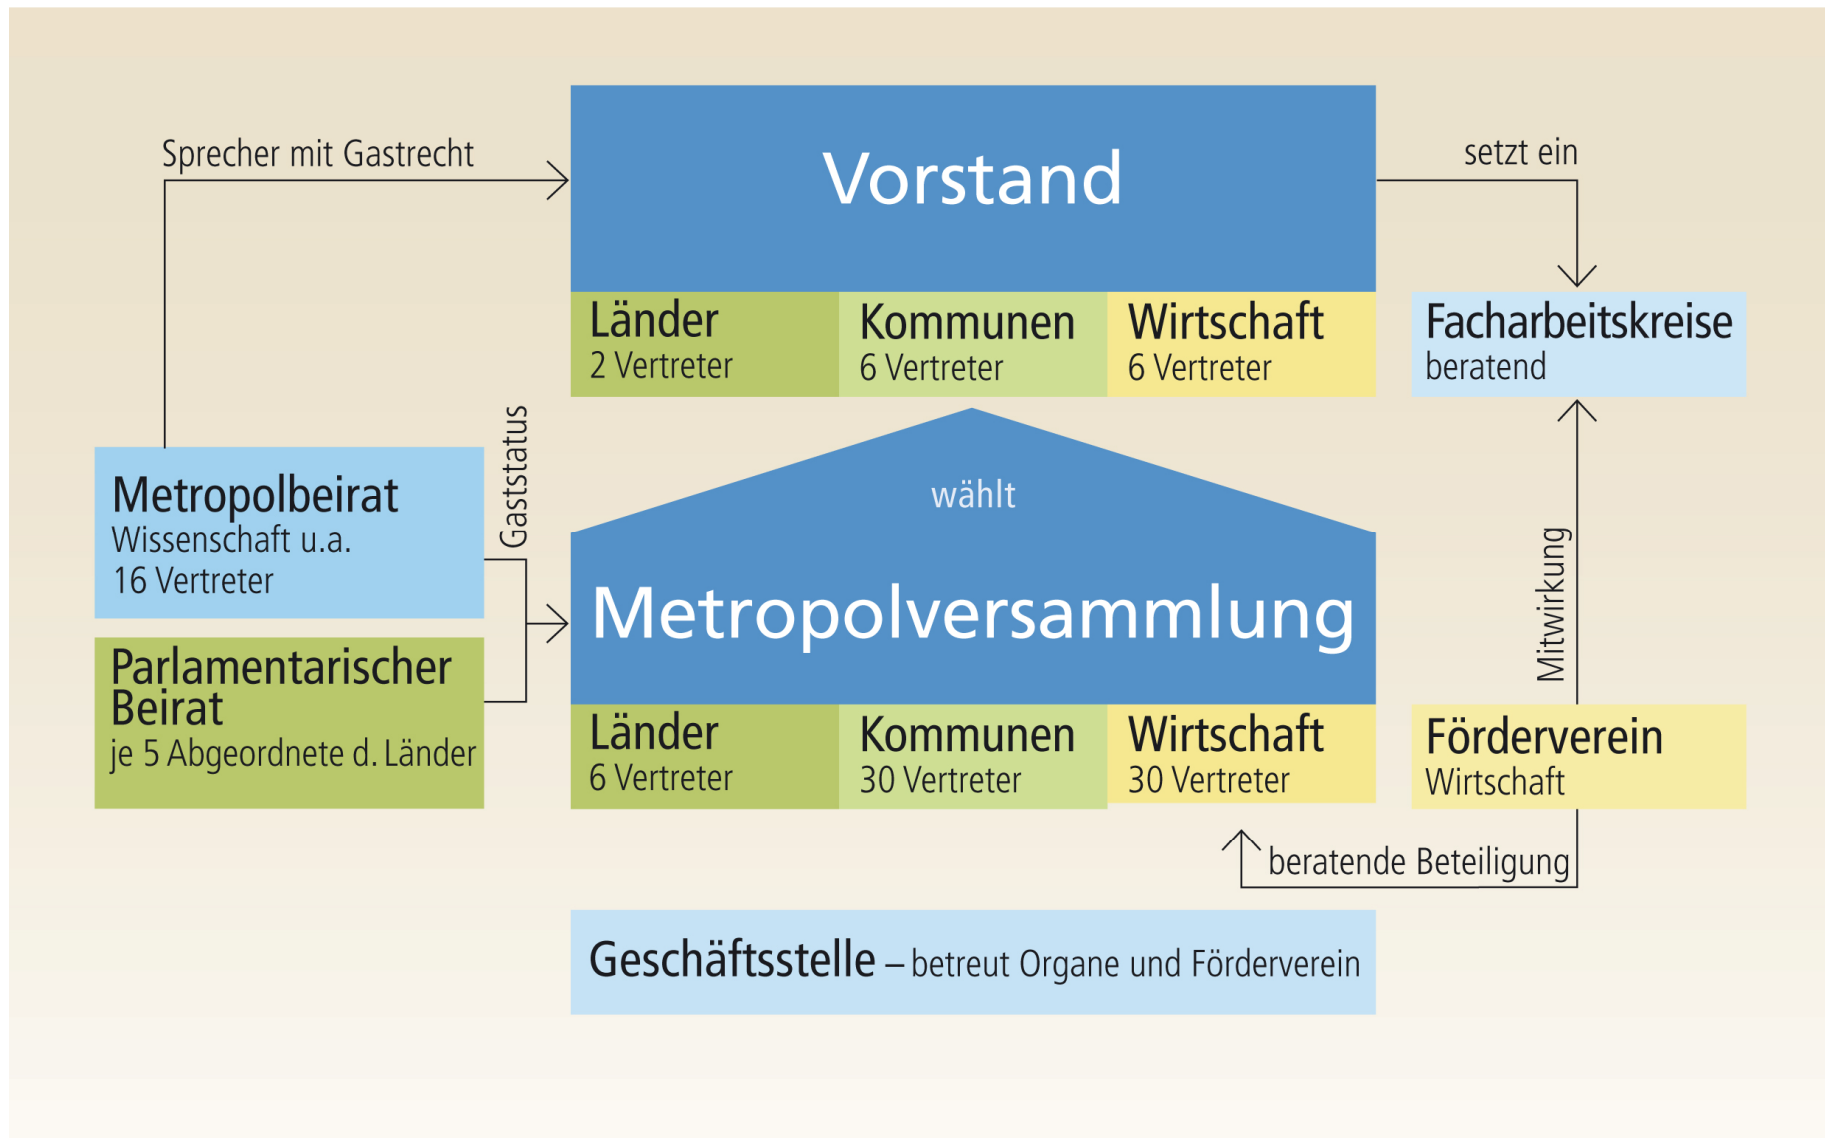 Sprecher mit Gastrecht
Vorstand
setzt ein
Länder
2 Vertreter
Kommunen
6 Vertreter
Wirtschaft
6 Vertreter
Facharbeitskreise
beratend
Metropolbeirat
Wissenschaft u.a.
16 Vertreter
Gaststatus
wählt
Metropolversammlung
Mitwirkung
Parlamentarischer
Beirat
je 5 Abgeordnete d. Länder
Länder
6 Vertreter
Kommunen
30 Vertreter
Wirtschaft
30 Vertreter
Förderverein
Wirtschaft
beratende Beteiligung
Geschäftsstelle – betreut Organe und Förderverein